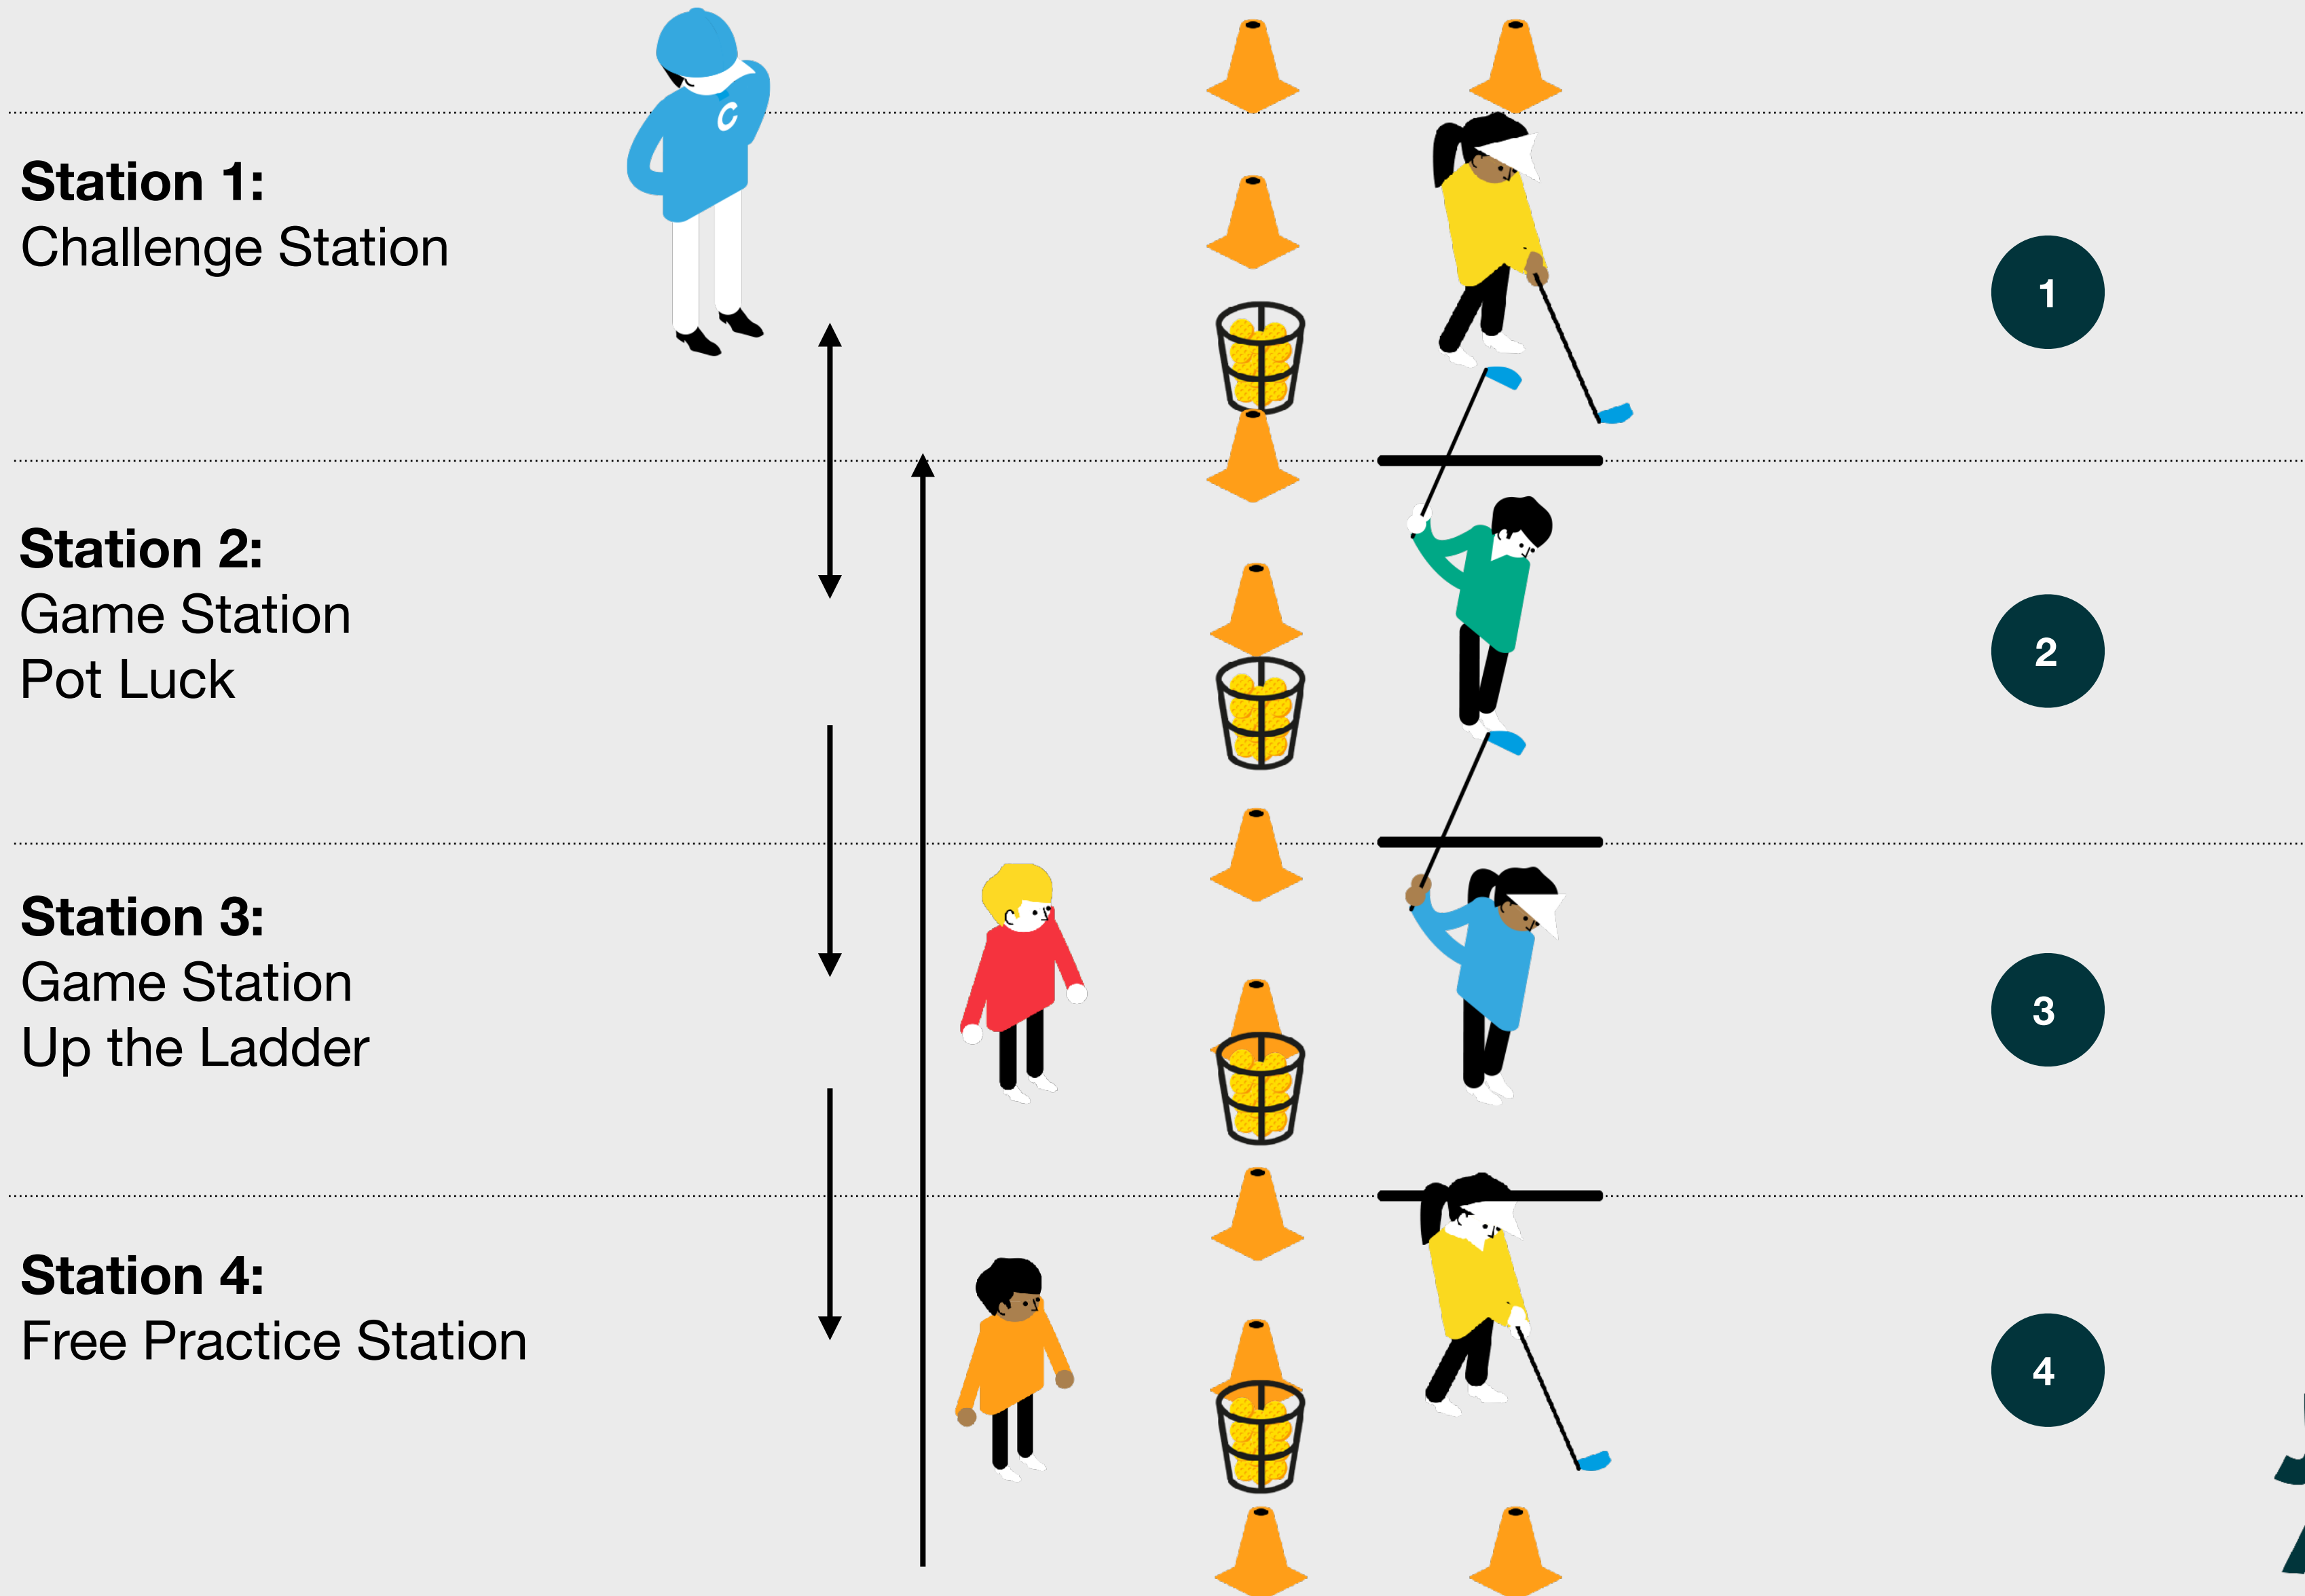 C
Station 1:
Challenge Station
1
Station 2:
Game Station
Pot Luck
2
Station 3:
Game Station
Up the Ladder
3
Station 4:
Free Practice Station
4